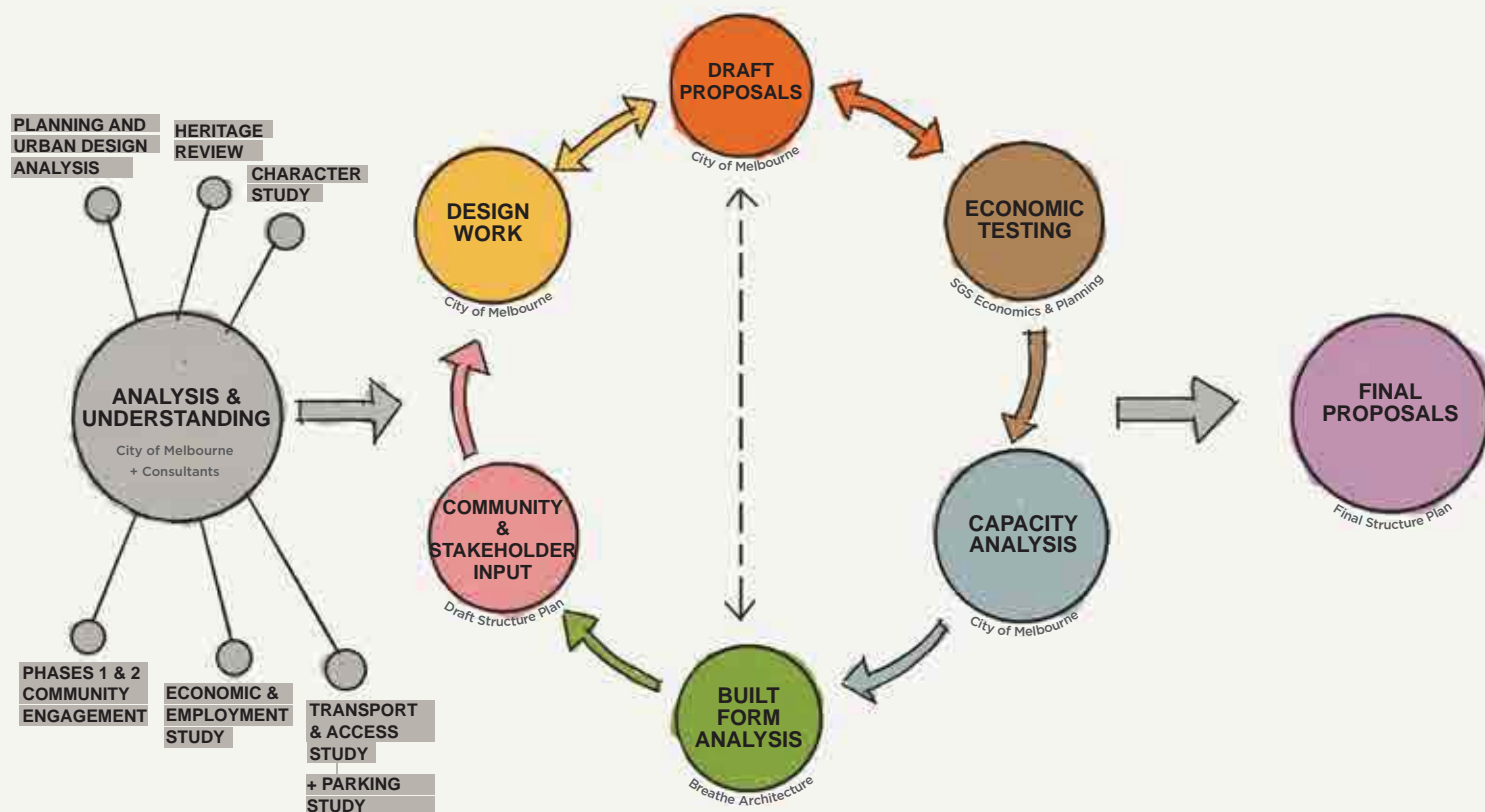 PLANNING AND
URBAN DESIGN
ANALYSIS
HERITAGE
REVIEW
CHARACTER
STUDY
ANALYSIS &
UNDERSTANDING
City of Melbourne
+ Consultants
PHASES 1 & 2
COMMUNITY
ENGAGEMENT
ECONOMIC &
EMPLOYMENT
STUDY
TRANSPORT
& ACCESS
STUDY
+ PARKING
STUDY
DESIGN
WORK
City of Melbourne
DRAFT
PROPOSALS
City of Melbourne
ECONOMIC
TESTING
SGS Economics & Planning
CAPACITY
ANALYSIS
City of Melbourne
BUILT
FORM
ANALYSIS
Breathe Architecture
COMMUNITY
&
STAKEHOLDER
INPUT
Draft Structure Plan
FINAL
PROPOSALS
Final Structure Plan